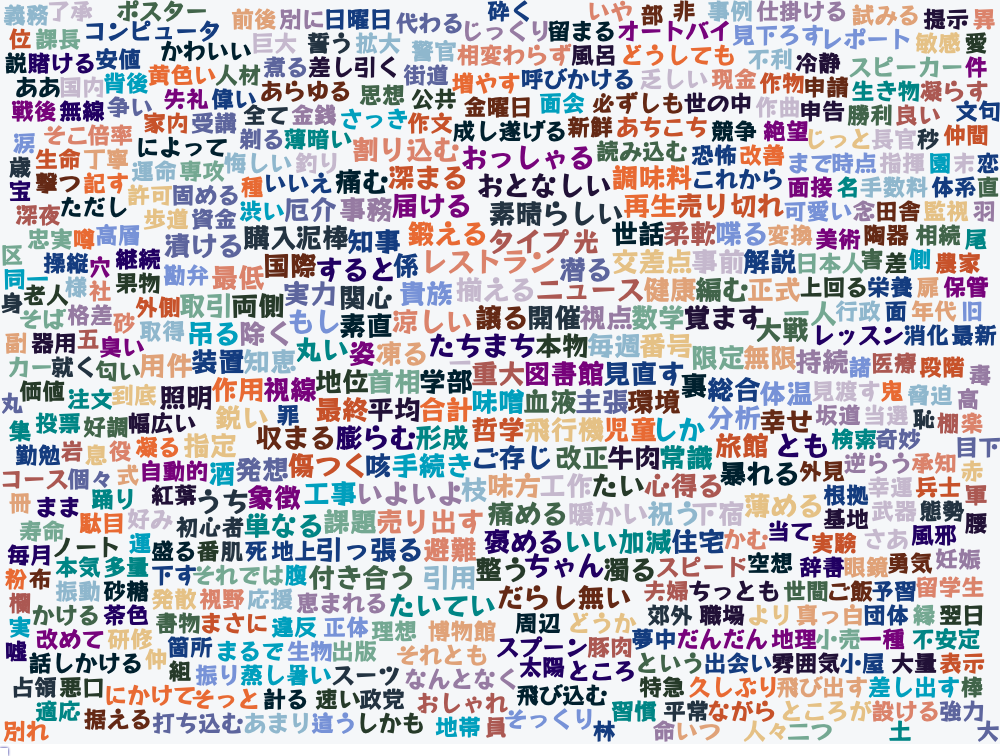 義務 了承 ポスター 前後 別に 日曜日 代わる じっくり 砕く 留まる いや 部 非 事例 仕掛ける 試みる 提示 昇
位 課長 コンピュータ かわいい 巨大 誓う 拡大 警官 相変わらず 風呂 オートバイ どうしても 見下ろす レポート 敏感 愛
説 賭ける 安値 黄色い 人材 煮る 差し引く 街道 増やす 呼びかける 乏しい 現金 不利 冷静 スピーカー 件
ああ 国内 背後 失礼 偉い あらゆる 思想 公共 金曜日 面会 必ずしも 世の中 作物 申請 生き物 凝らす
戦後 無線 争い 家内 受講 全て 金銭 さっき 作文 成し遂げる 新鮮 あちこち 競争 絶望 作曲 申告 勝利 良い 文句
涙 そこ 倍率 によって 剃る 薄暗い 割り込む おっしゃる 読み込む 恐怖 改善 じっと 長官 秒 仲間
歳 生命 丁寧 運命 専攻 悔しい 釣り まで 時点 指揮 園 末 恋
宝 撃つ 記す 許可 固める 種 いいえ 痛む 深まる おとなしい 調味料 これから 面接 名 手数料 体系 直
深夜 ただし 歩道 資金 渋い 厄介 事務 届ける 素晴らしい 再生 売り切れ 可愛い 念 田舎 監視 羽
忠実 噂 高層 漬ける 購入 泥棒 知事 鍛える タイプ 光 世話 柔軟 喋る 変換 美術 陶器 相続 尾
区 操縦 穴 継続 勘弁 最低 国際 すると 係 レストラン 潜る 交差点 事前 解説 日本人 害 差 側 農家
同一 老人 様 社 果物 実力 関心 貴族 揃える ニュース 健康 編む 正式 上回る 栄養 扉 保管
身 そば 格差 砂 外側 取引 両側 もし 素直 涼しい 譲る 開催 視点 数学 覚ます 一人 行政 面 年代 旧
副 器用 五 臭い 取得 吊る 除く 丸い 姿 凍る たちまち 本物 毎週 番号 大戦 レッスン 消化 最新
カー 就く 匂い 用件 装置 知恵 限定 無限 持続 諸 医療 段階 毒
丸 価値 注文 到底 照明 作用 視線 地位 首相 学部 重大 図書館 見直す 裏 総合 体温 見渡す 鬼 脅迫 高
集 投票 好調 幅広い 鋭い 罪 最終 平均 合計 味噌 血液 主張 環境 分析 幸せ 坂道 当選 恥 棚 楽
勤勉 岩 息 役 凝る 指定 収まる 膨らむ 形成 哲学 飛行機 児童 しか 旅館 とも 検索 奇妙 目下
コース 個々 式 自動的 酒 発想 傷つく 咳 手続き ご存じ 改正 牛肉 常識 暴れる 外見 逆らう 承知 赤
冊 まま 踊り 紅葉 うち 象徴 工事 いよいよ 枝 味方 工作 たい 心得る 根拠 幸運 兵士 軍
寿命 駄目 好み 初心者 単なる 課題 売り出す 痛める 暖かい 祝う 下宿 薄める 基地 武器 態勢 腰
毎月 ノート 運 盛る 番 肌 死 地上 引っ張る 避難 褒める いい加減 住宅 かむ 当て 実験 さあ 風邪
粉 布 本気 多量 下す それでは 腹 付き合う 引用 整う ちゃん 濁る スピード 空想 辞書 眼鏡 勇気 妊娠
欄 振動 砂糖 発散 視野 応援 恵まれる たいてい だらし無い 夫婦 ちっとも 世間 ご飯 予習 留学生
実 かける 茶色 書物 まさに 違反 正体 理想 博物館 周辺 どうか 郊外 職場 より 真っ白 団体 縁 翌日
嘘 改めて 研修 箇所 まるで 生物 出版 それとも スプーン 豚肉 夢中 だんだん 地理 小売 一種 不安定
話しかける 仲 組 振り 蒸し暑い スーツ なんとなく 太陽 ところ という 出会い 雰囲気 小屋 大量 表示
占領 悪口 にかけて そっと 計る 速い 政党 おしゃれ 飛び込む 特急 久しぶり 飛び出す 差し出す 棒
適応 据える 打ち込む あまり 違う しかも 地帯 員 そっくり 習慣 平常 ながら ところが 設ける 強力
別れ 林 命 いつ 人々 二つ 土 大